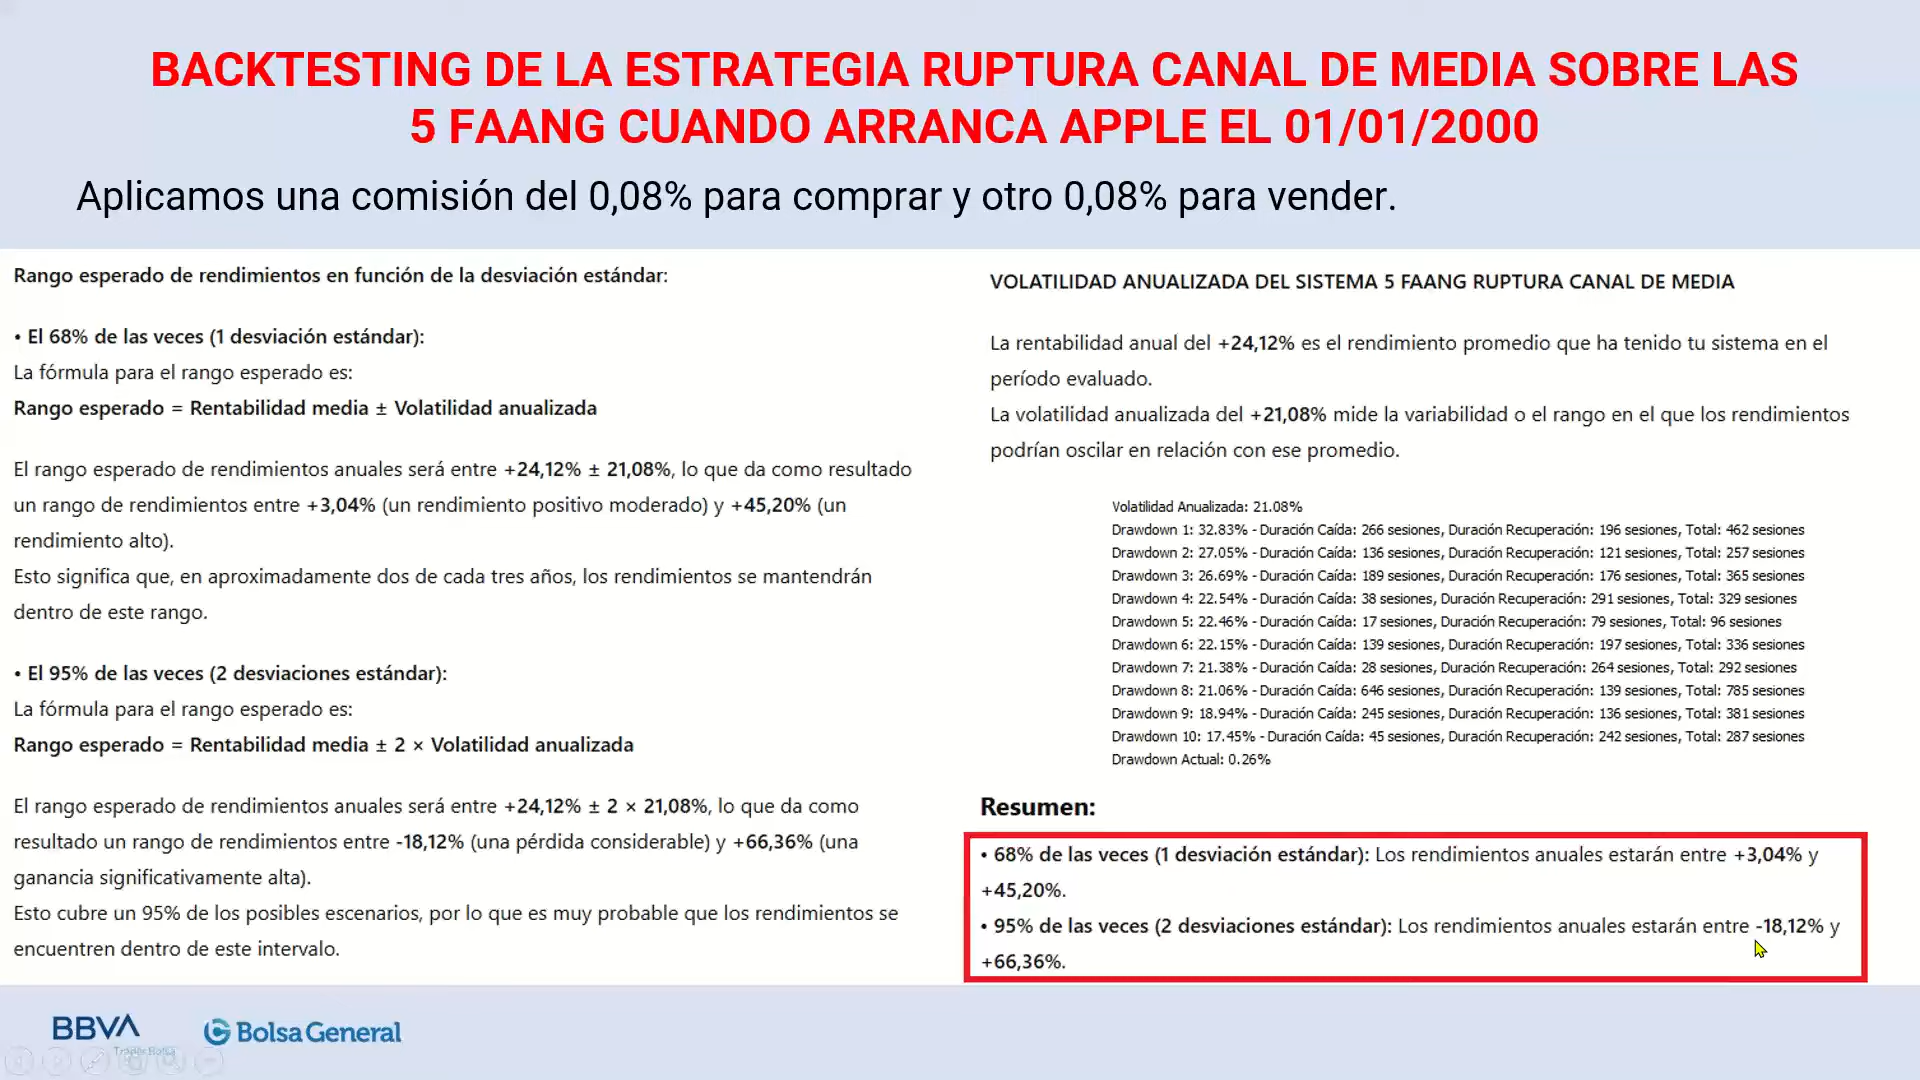 BACKTESTING DE LA ESTRATEGIA RUPTURA CANAL DE MEDIA SOBRE LAS
5 FAANG CUANDO ARRANCA APPLE EL 01/01/2000
Aplicamos una comisión del 0,08% para comprar y otro 0,08% para vender.
Rango esperado de rendimientos en función de la desviación estándar:
• El 68% de las veces (1 desviación estándar):
La fórmula para el rango esperado es:
Rango esperado = Rentabilidad media ± Volatilidad anualizada
El rango esperado de rendimientos anuales será entre +24,12% ± 21,08%, lo que da como resultado
un rango de rendimientos entre +3,04% (un rendimiento positivo moderado) y +45,20% (un
rendimiento alto).
Esto significa que, en aproximadamente dos de cada tres años, los rendimientos se mantendrán
dentro de este rango.
• El 95% de las veces (2 desviaciones estándar):
La fórmula para el rango esperado es:
Rango esperado = Rentabilidad media ± 2 × Volatilidad anualizada
El rango esperado de rendimientos anuales será entre +24,12% ± 2 × 21,08%, lo que da como
resultado un rango de rendimientos entre -18,12% (una pérdida considerable) y +66,36% (una
ganancia significativamente alta).
Esto cubre un 95% de los posibles escenarios, por lo que es muy probable que los rendimientos se
encuentren dentro de este intervalo.
VOLATILIDAD ANUALIZADA DEL SISTEMA 5 FAANG RUPTURA CANAL DE MEDIA
La rentabilidad anual del +24,12% es el rendimiento promedio que ha tenido tu sistema en el
período evaluado.
La volatilidad anualizada del +21,08% mide la variabilidad o el rango en el que los rendimientos
podrían oscilar en relación con ese promedio.
Volatilidad Anualizada: 21.08%
Drawdown 1: 32.83% - Duración Caída: 266 sesiones, Duración Recuperación: 196 sesiones, Total: 462 sesiones
Drawdown 2: 27.05% - Duración Caída: 136 sesiones, Duración Recuperación: 121 sesiones, Total: 257 sesiones
Drawdown 3: 26.69% - Duración Caída: 189 sesiones, Duración Recuperación: 176 sesiones, Total: 365 sesiones
Drawdown 4: 22.54% - Duración Caída: 38 sesiones, Duración Recuperación: 291 sesiones, Total: 329 sesiones
Drawdown 5: 22.46% - Duración Caída: 17 sesiones, Duración Recuperación: 79 sesiones, Total: 96 sesiones
Drawdown 6: 22.15% - Duración Caída: 139 sesiones, Duración Recuperación: 197 sesiones, Total: 336 sesiones
Drawdown 7: 21.38% - Duración Caída: 28 sesiones, Duración Recuperación: 264 sesiones, Total: 292 sesiones
Drawdown 8: 21.06% - Duración Caída: 646 sesiones, Duración Recuperación: 139 sesiones, Total: 785 sesiones
Drawdown 9: 18.94% - Duración Caída: 245 sesiones, Duración Recuperación: 136 sesiones, Total: 381 sesiones
Drawdown 10: 17.45% - Duración Caída: 45 sesiones, Duración Recuperación: 242 sesiones, Total: 287 sesiones
Drawdown Actual: 0.26%
Resumen:
• 68% de las veces (1 desviación estándar): Los rendimientos anuales estarán entre +3,04% y
+45,20%.
• 95% de las veces (2 desviaciones estándar): Los rendimientos anuales estarán entre -18,12% y
+66,36%.
BBVA
Trader Bolsa
Bolsa General